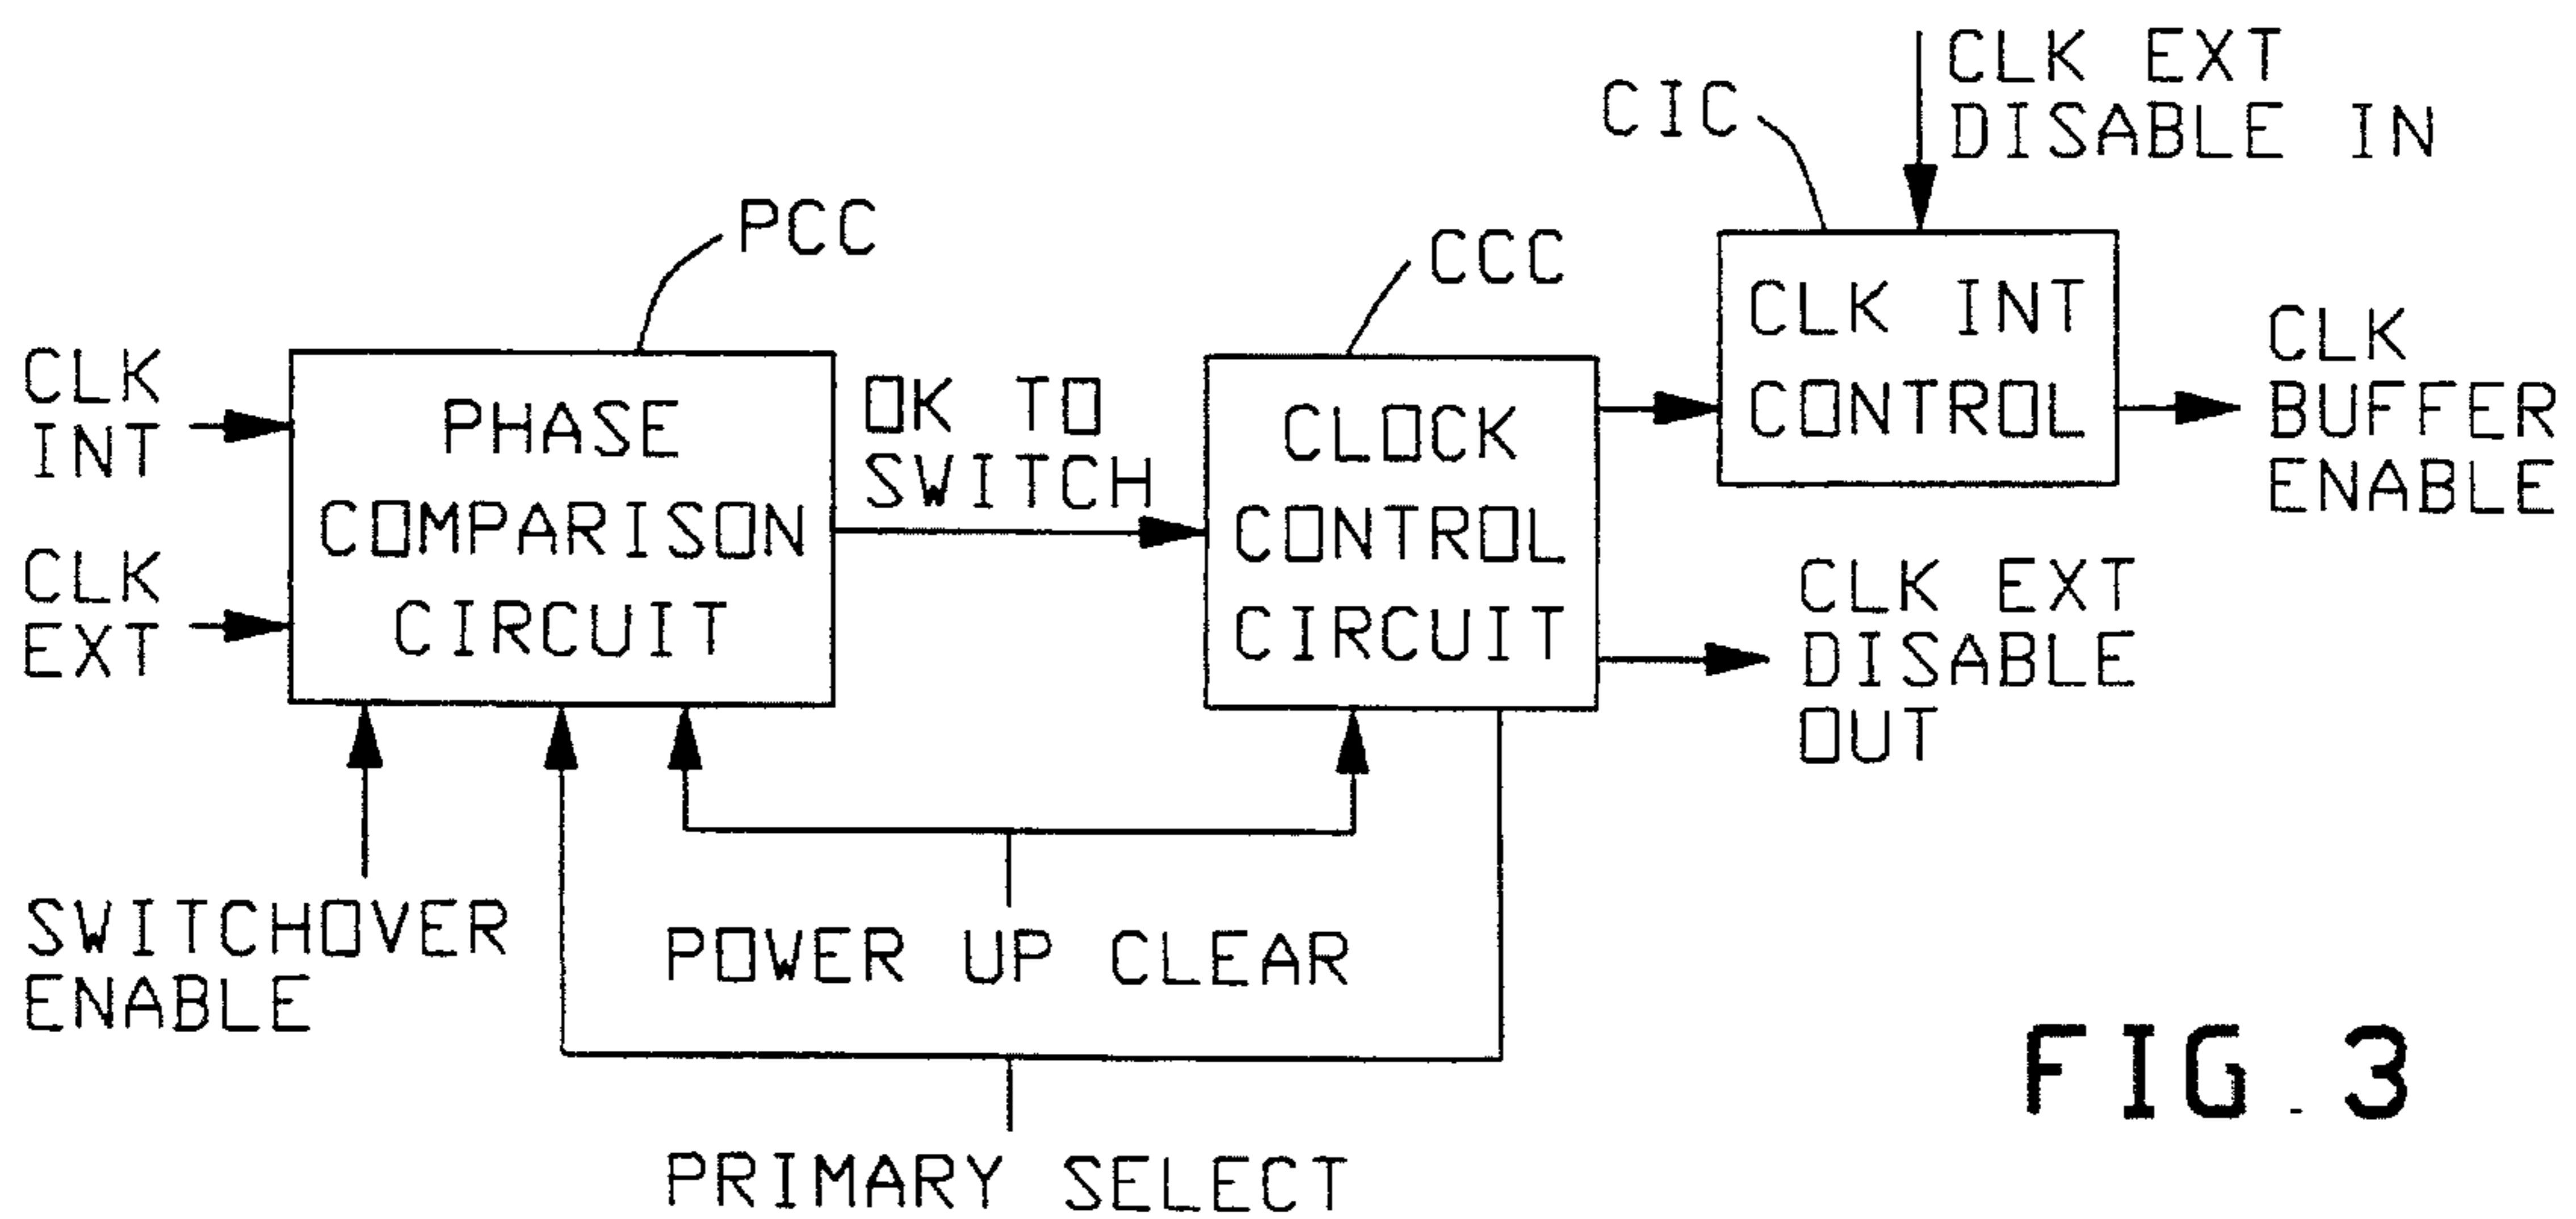 CLK EXT
DISABLE IN
CIC
PCC
CCC
CLK INT
CONTROL
CLK
BUFFER
ENABLE
CLK
INT
CLK
EXT
PHASE
COMPARISON
CIRCUIT
OK TO
SWITCH
CLOCK
CONTROL
CIRCUIT
CLK EXT
DISABLE
OUT
SWITCHOVER
ENABLE
POWER UP CLEAR
PRIMARY SELECT
FIG. 3